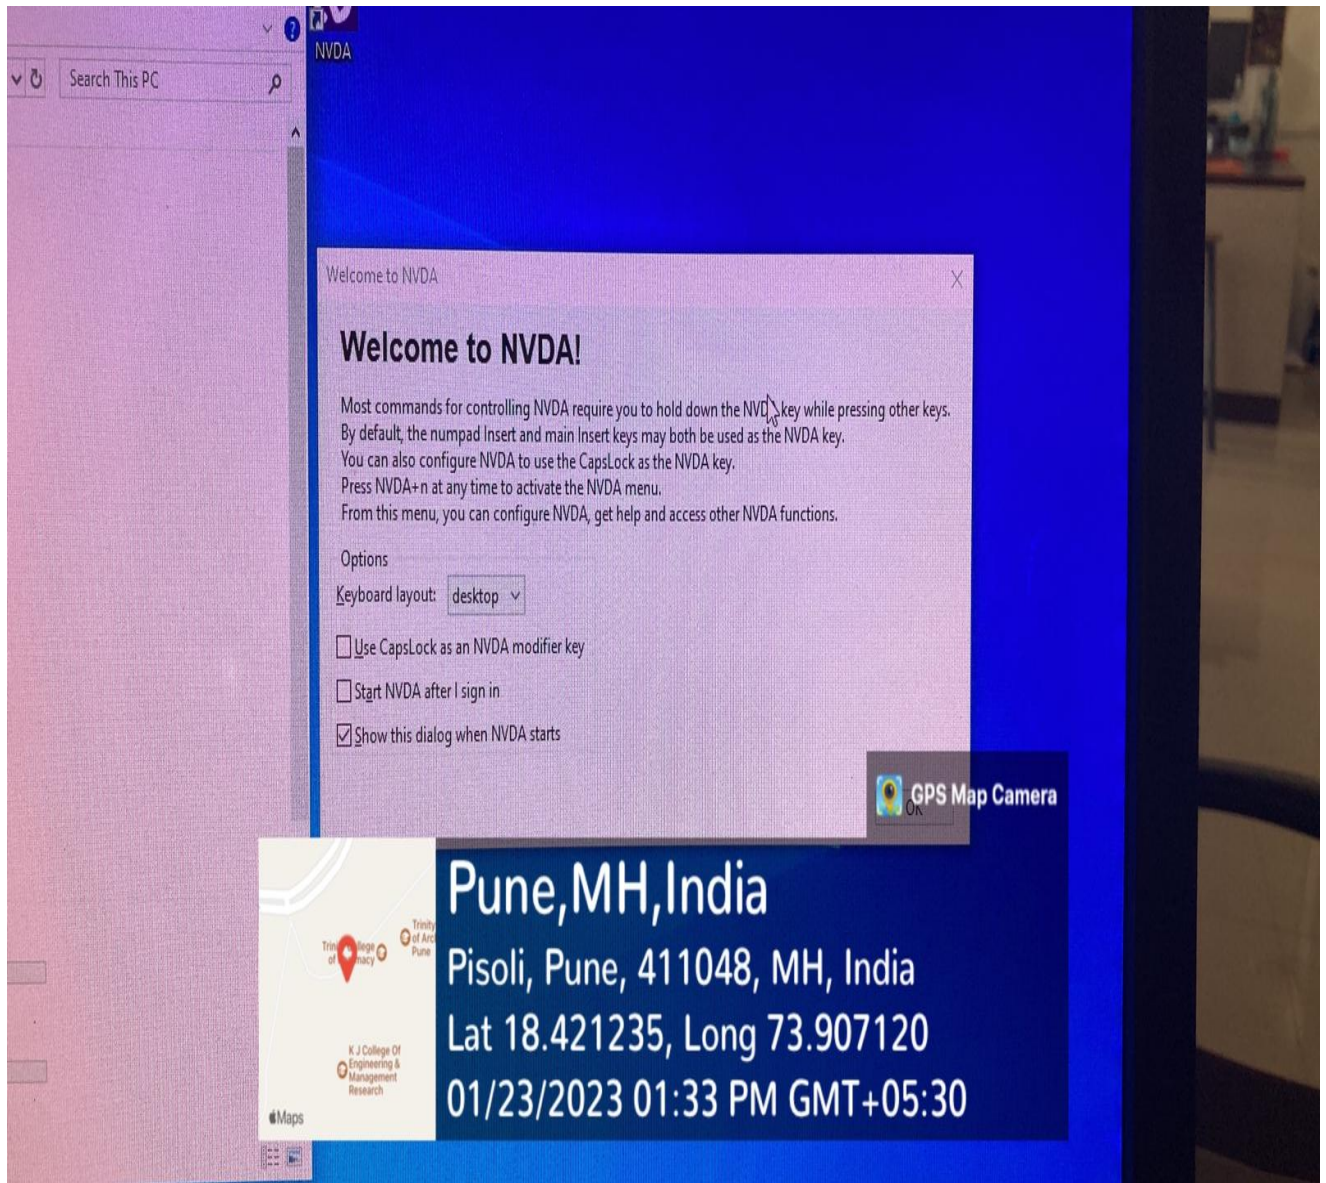 NVDA
Search This PC
Welcome to NVDA
Welcome to NVDA!
Most commands for controlling NVDA require you to hold down the NVDA key while pressing other keys.
By default, the numpad Insert and main Insert keys may both be used as the NVDA key.
You can also configure NVDA to use the CapsLock as the NVDA key.
Press NVDA+n at any time to activate the NVDA menu.
From this menu, you can configure NVDA, get help and access other NVDA functions.
Options
Keyboard layout: desktop
Use CapsLock as an NVDA modifier key
Start NVDA after I sign in
Show this dialog when NVDA starts
OK
GPS Map Camera
Pune,MH,India
Pisoli, Pune, 411048, MH, India
Lat 18.421235, Long 73.907120
01/23/2023 01:33 PM GMT+05:30
Trinity
of
Pune
of
K J College Of
Engineering &
Management
Research
Maps